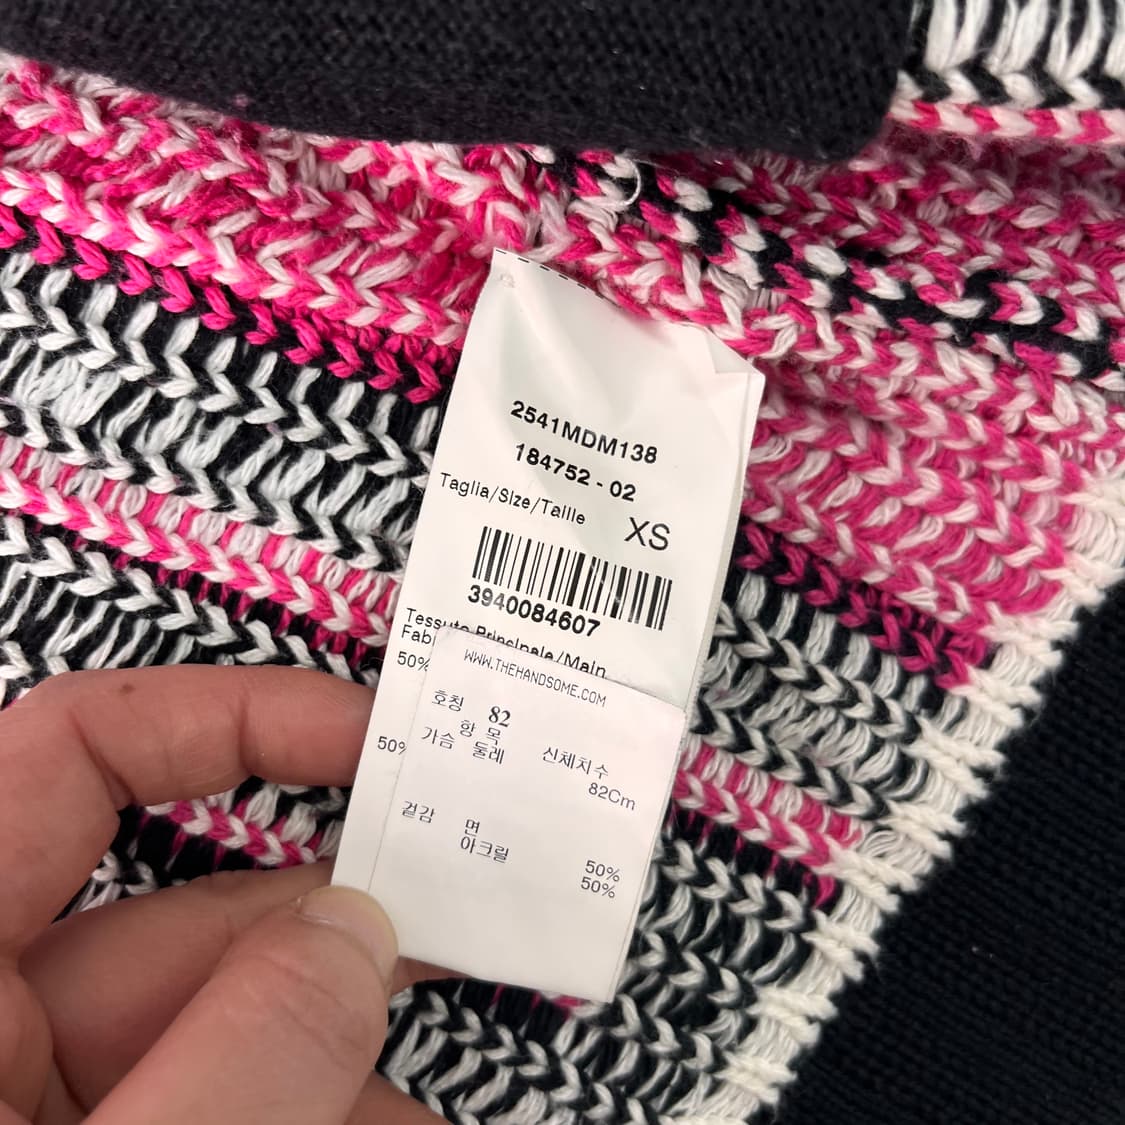 2541MDM138
184752 - 02
Taglia/Size/Taille XS
3940084607
Tessuto Principale/Main
Fab
50%
50%
WWW.THEHANDSOME.COM
호칭 82
항 목 신체치수
가슴 둘레 82Cm
겉감 면 50%
아크릴 50%